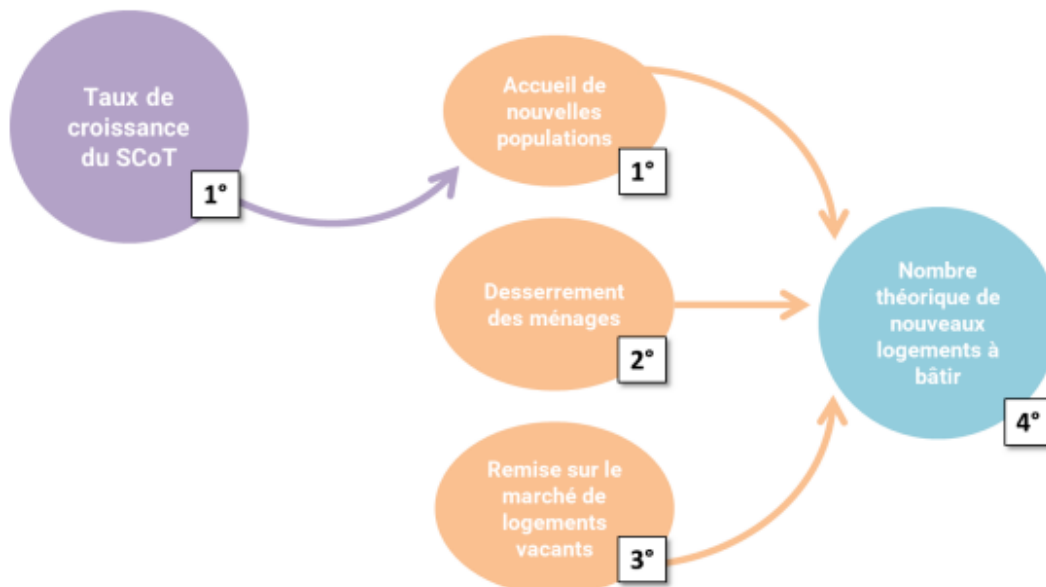 Taux de
croissance
du SCoT
1°
Accueil de
nouvelles
populations
1°
Desserrement
des ménages
2°
Remise sur le
marché de
logements
vacants
3°
Nombre
théorique de
nouveaux
logements à
bâtir
4°